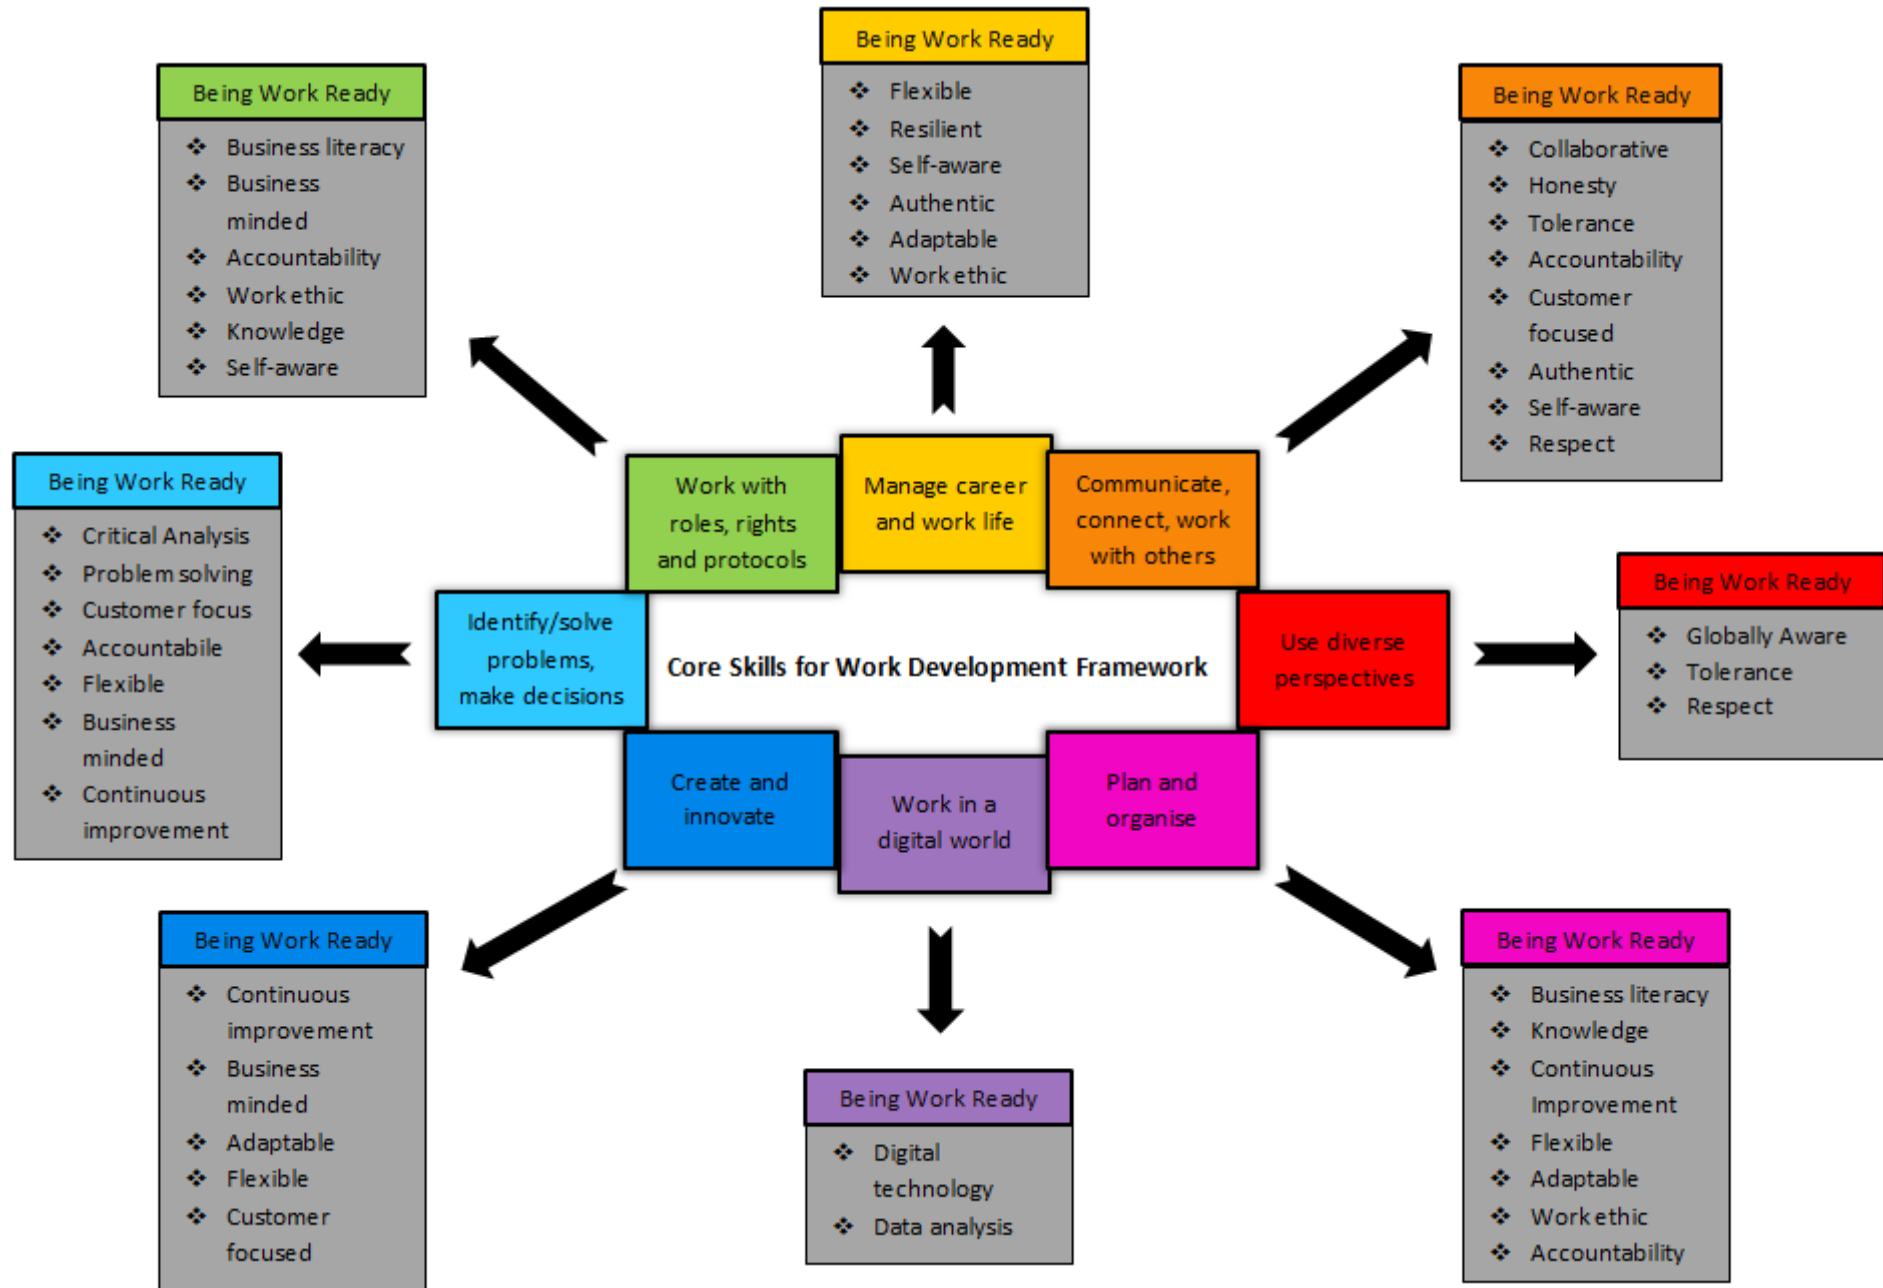 Being Work Ready
❖ Flexible
❖ Resilient
❖ Self-aware
❖ Authentic
❖ Adaptable
❖ Work ethic
Being Work Ready
❖ Business literacy
❖ Business
minded
❖ Accountability
❖ Work ethic
❖ Knowledge
❖ Self-aware
Being Work Ready
❖ Collaborative
❖ Honesty
❖ Tolerance
❖ Accountability
❖ Customer
focused
❖ Authentic
❖ Self-aware
❖ Respect
Being Work Ready
❖ Critical Analysis
❖ Problem solving
❖ Customer focus
❖ Accountabile
❖ Flexible
❖ Business
minded
❖ Continuous
improvement
Work with
roles, rights
and protocols
Manage career
and work life
Communicate,
connect, work
with others
Identify/solve
problems,
make decisions
Core Skills for Work Development Framework
Use diverse
perspectives
Create and
innovate
Work in a
digital world
Plan and
organise
Being Work Ready
❖ Globally Aware
❖ Tolerance
❖ Respect
Being Work Ready
❖ Continuous
improvement
❖ Business
minded
❖ Adaptable
❖ Flexible
❖ Customer
focused
Being Work Ready
❖ Digital
technology
❖ Data analysis
Being Work Ready
❖ Business literacy
❖ Knowledge
❖ Continuous
Improvement
❖ Flexible
❖ Adaptable
❖ Work ethic
❖ Accountability